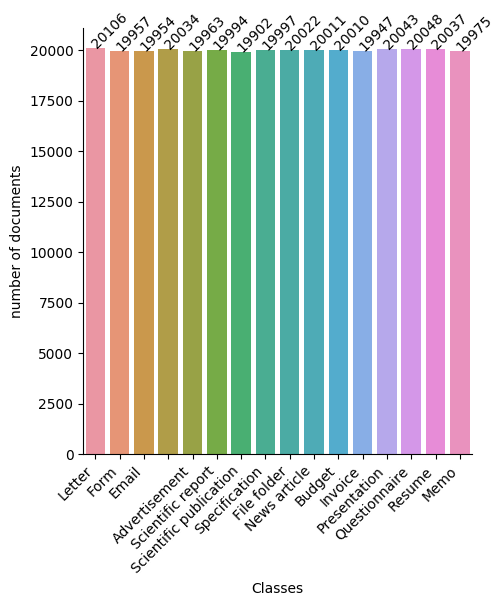 20106 19957 19954 20034 19963 19994 19902 19997 20022 20011 20010 19947 20043 20048 20037 19975
20000
17500
15000
12500
10000
7500
5000
2500
0
number of documents
Letter
Form
Email
Advertisement
Scientific report
Scientific publication
Specification
File folder
News article
Budget
Invoice
Presentation
Questionnaire
Resume
Memo
Classes